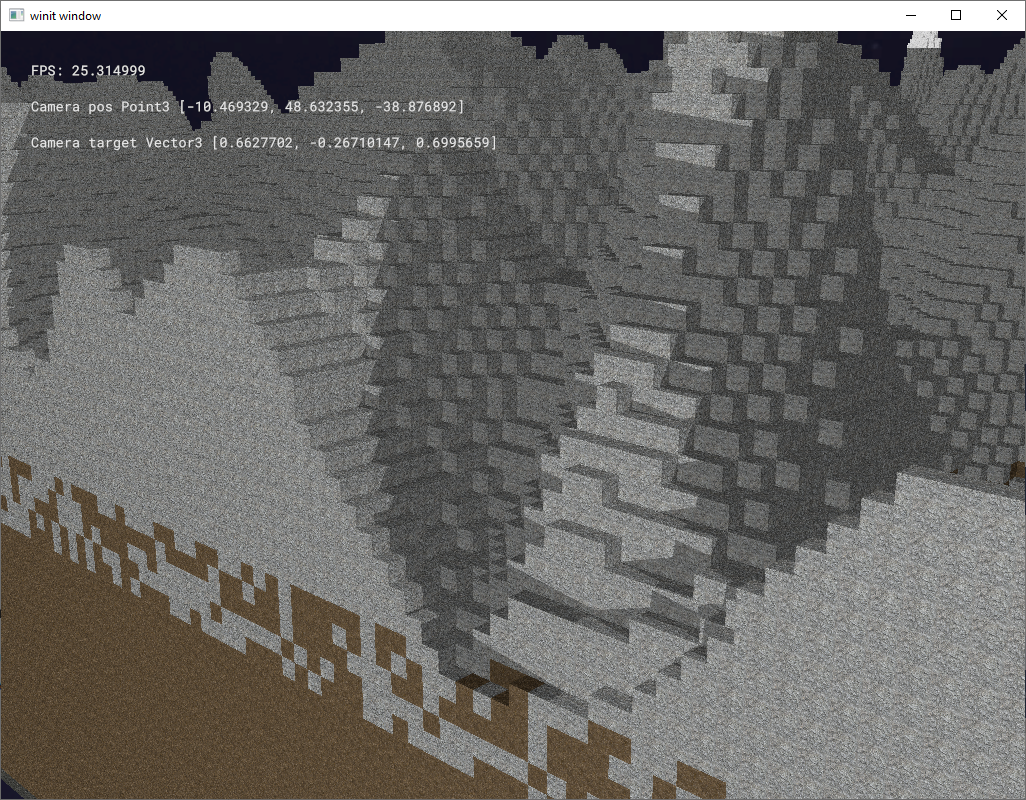 winit window
FPS: 25.314999
Camera pos Point3 [-10.469329, 48.632355, -38.876892]
Camera target Vector3 [0.6627702, -0.26710147, 0.6995659]